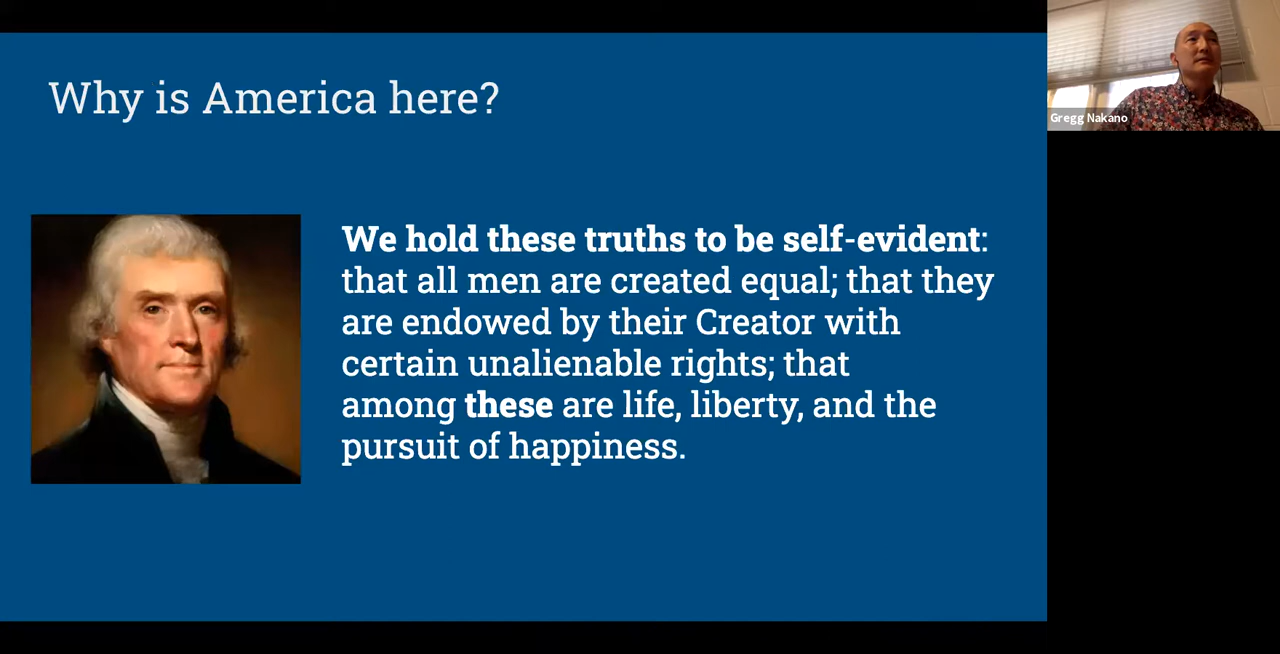 Why is America here?
We hold these truths to be self-evident:
that all men are created equal; that they
are endowed by their Creator with
certain unalienable rights; that
among these are life, liberty, and the
pursuit of happiness.
Gregg Nakano